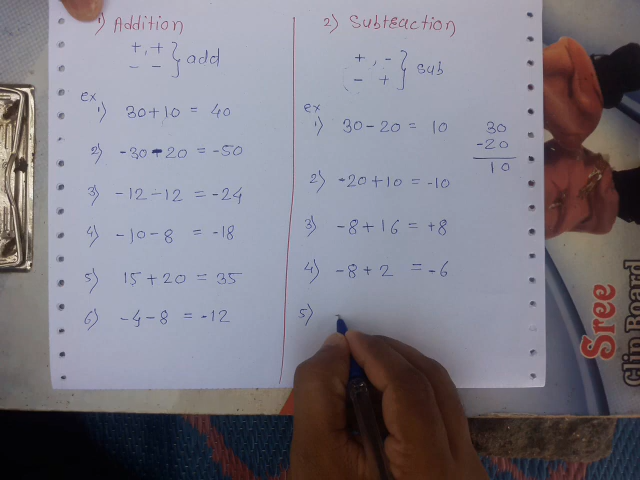 1) Addition
+ , + } add
- -
ex
1) 30 + 10 = 40
2) -30 - 20 = -50
3) -12 - 12 = -24
4) -10 - 8 = -18
5) 15 + 20 = 35
6) -4 - 8 = -12
2) Subteaction
+ , - } sub
- +
ex
1) 30 - 20 = 10
30
-20
10
2) -20 + 10 = -10
3) -8 + 16 = +8
4) -8 + 2 = -6
5) -
Sree
Clip Board